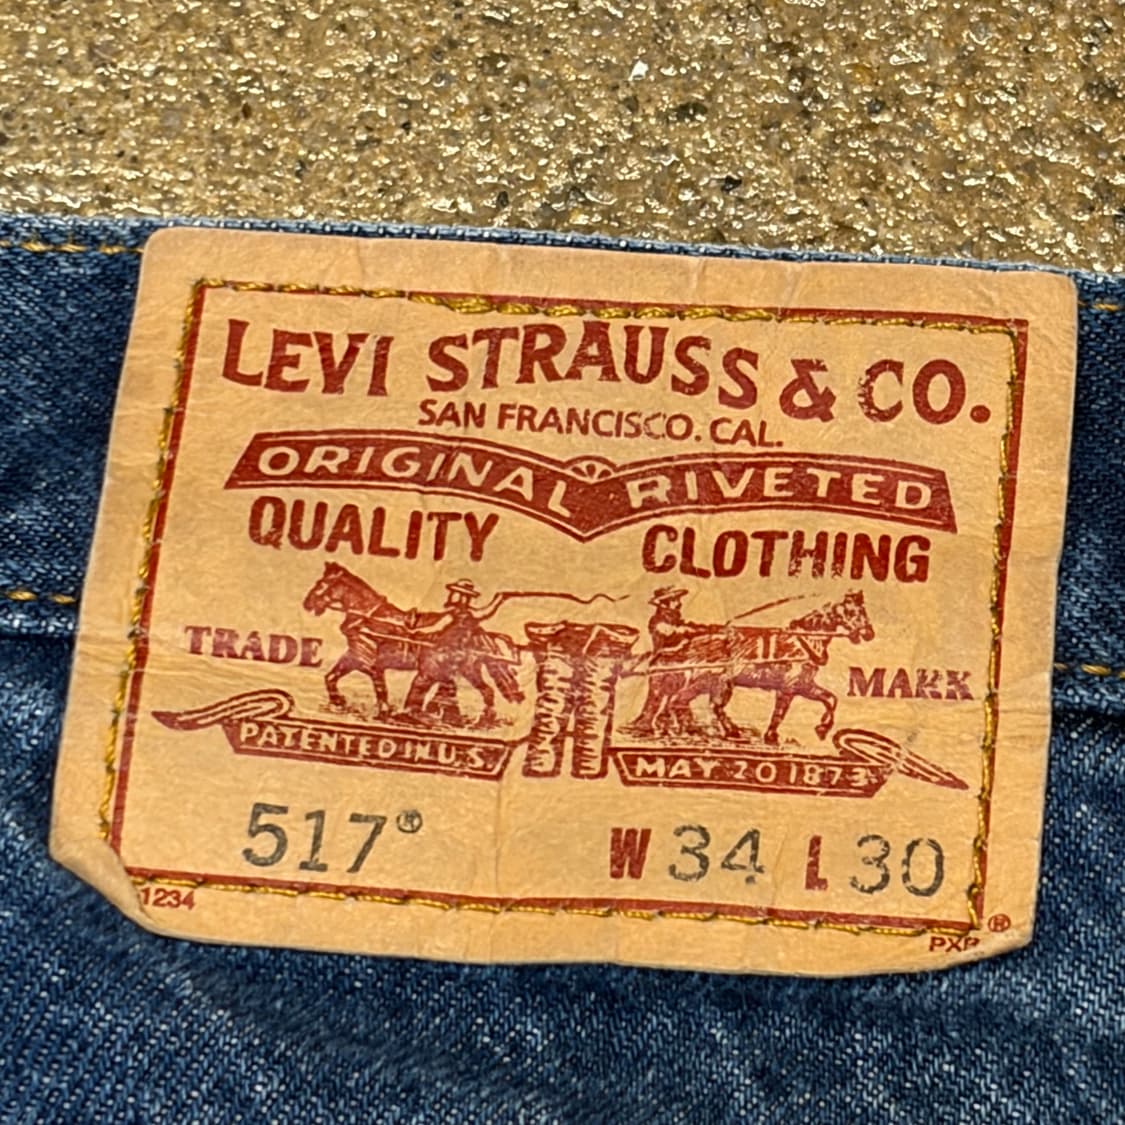 LEVI STRAUSS & CO.
SAN FRANCISCO. CAL.
ORIGINAL RIVETED
QUALITY CLOTHING
TRADE MARK
PATENTED IN U.S. MAY 20 1873
517® W 34 L 30
1234 ®
PXP